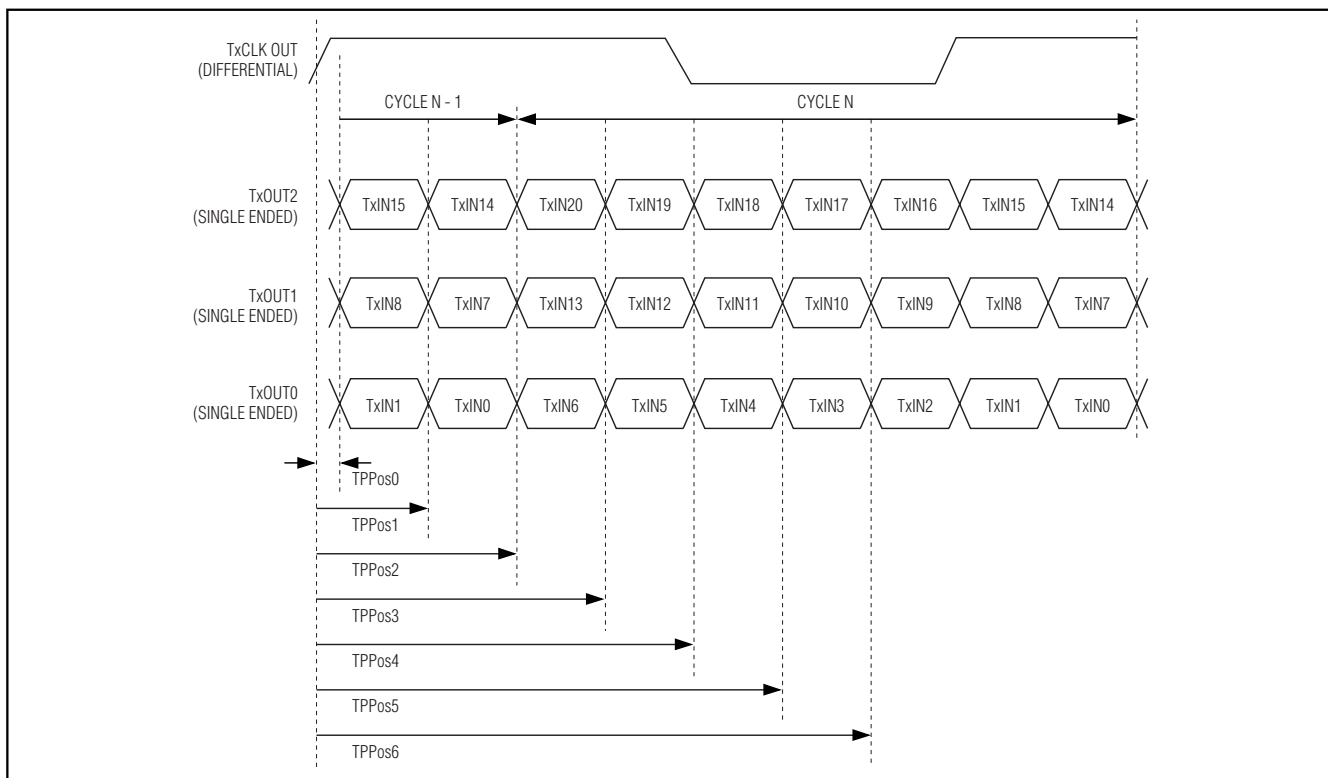 TxCLK OUT
(DIFFERENTIAL)
CYCLE N - 1
CYCLE N
TxOUT2
(SINGLE ENDED)
TxIN15 TxIN14 TxIN20 TxIN19 TxIN18 TxIN17 TxIN16 TxIN15 TxIN14
TxOUT1
(SINGLE ENDED)
TxIN8 TxIN7 TxIN13 TxIN12 TxIN11 TxIN10 TxIN9 TxIN8 TxIN7
TxOUT0
(SINGLE ENDED)
TxIN1 TxIN0 TxIN6 TxIN5 TxIN4 TxIN3 TxIN2 TxIN1 TxIN0
TPPos0
TPPos1
TPPos2
TPPos3
TPPos4
TPPos5
TPPos6